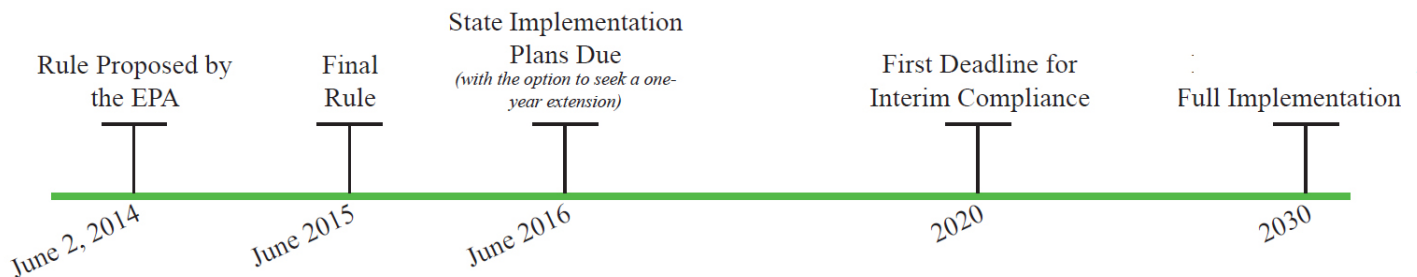 Rule Proposed by
the EPA
Final
Rule
State Implementation
Plans Due
(with the option to seek a one-
year extension)
First Deadline for
Interim Compliance
Full Implementation
June 2, 2014
June 2015
June 2016
2020
2030